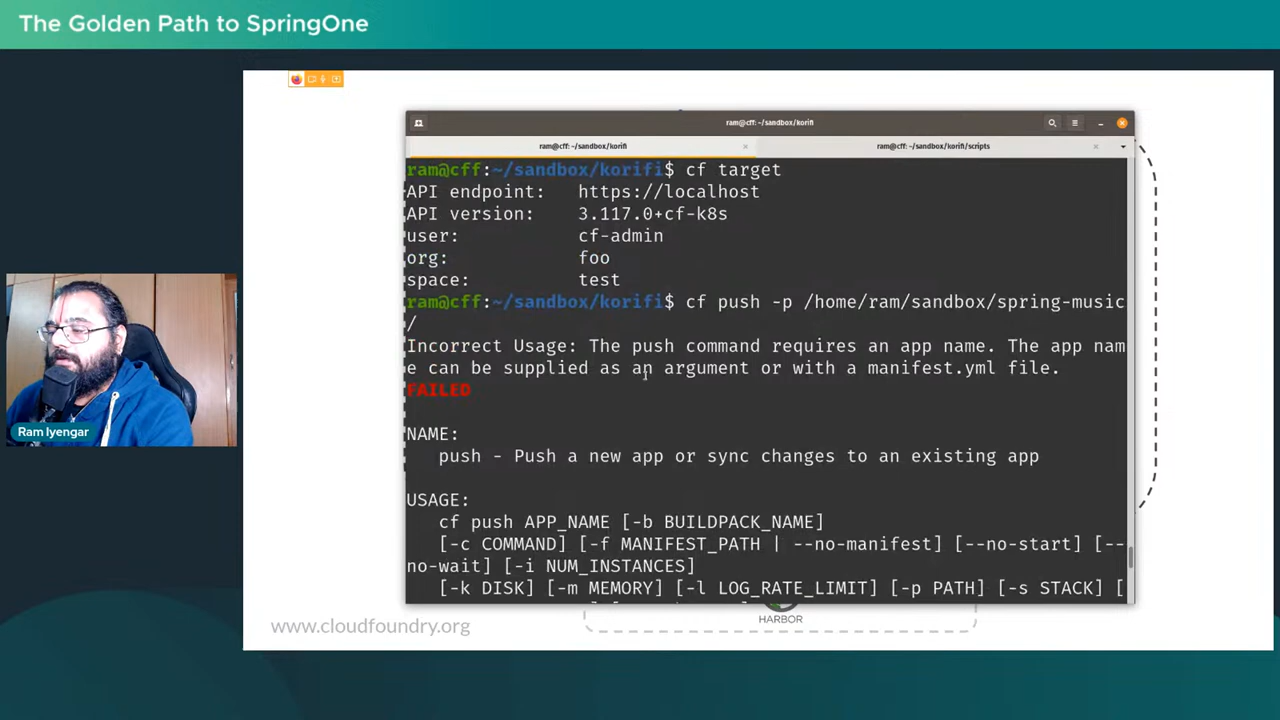 The Golden Path to SpringOne
ram@cff: ~/sandbox/korifi
ram@cff: ~/sandbox/korifi
ram@cff: ~/sandbox/korifi/scripts
ram@cff:~/sandbox/korifi$ cf target
API endpoint: https://localhost
API version: 3.117.0+cf-k8s
user: cf-admin
org: foo
space: test
ram@cff:~/sandbox/korifi$ cf push -p /home/ram/sandbox/spring-music
/
Incorrect Usage: The push command requires an app name. The app nam
e can be supplied as an argument or with a manifest.yml file.
FAILED
NAME:
push - Push a new app or sync changes to an existing app
USAGE:
cf push APP_NAME [-b BUILDPACK_NAME]
[-c COMMAND] [-f MANIFEST_PATH | --no-manifest] [--no-start] [--
no-wait] [-i NUM_INSTANCES]
[-k DISK] [-m MEMORY] [-l LOG_RATE_LIMIT] [-p PATH] [-s STACK] [
Ram Iyengar
HARBOR
www.cloudfoundry.org